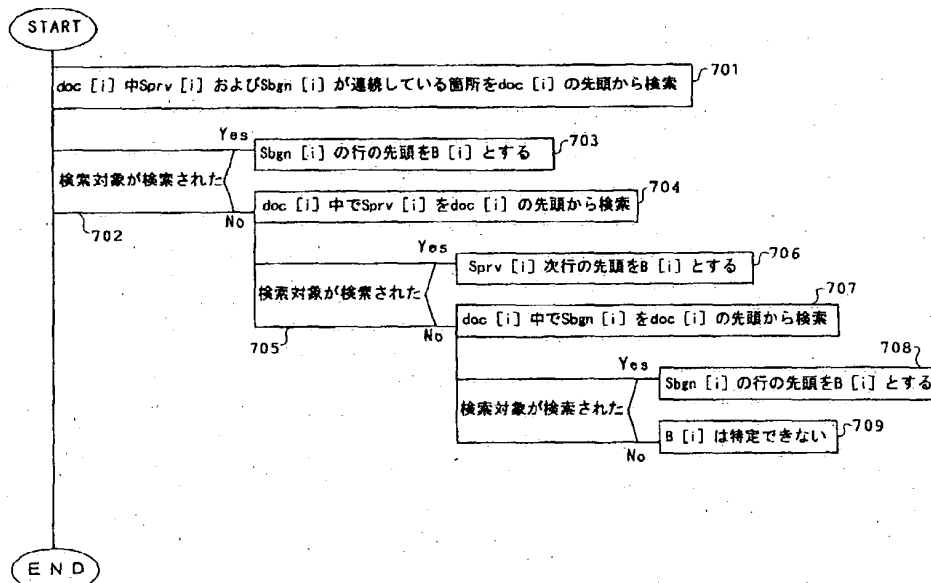 START
doc [i] 中Sprv [i] およびSbgn [i] が連続している箇所をdoc [i] の先頭から検索
701
Yes
Sbgn [i] の行の先頭をB [i] とする
703
検索対象が検索された
702
No
704
doc [i] 中でSprv [i] をdoc [i] の先頭から検索
Yes
Sprv [i] 次行の先頭をB [i] とする
706
検索対象が検索された
705
No
707
doc [i] 中でSbgn [i] をdoc [i] の先頭から検索
Yes
708
Sbgn [i] の行の先頭をB [i] とする
検索対象が検索された
No
B [i] は特定できない
709
END